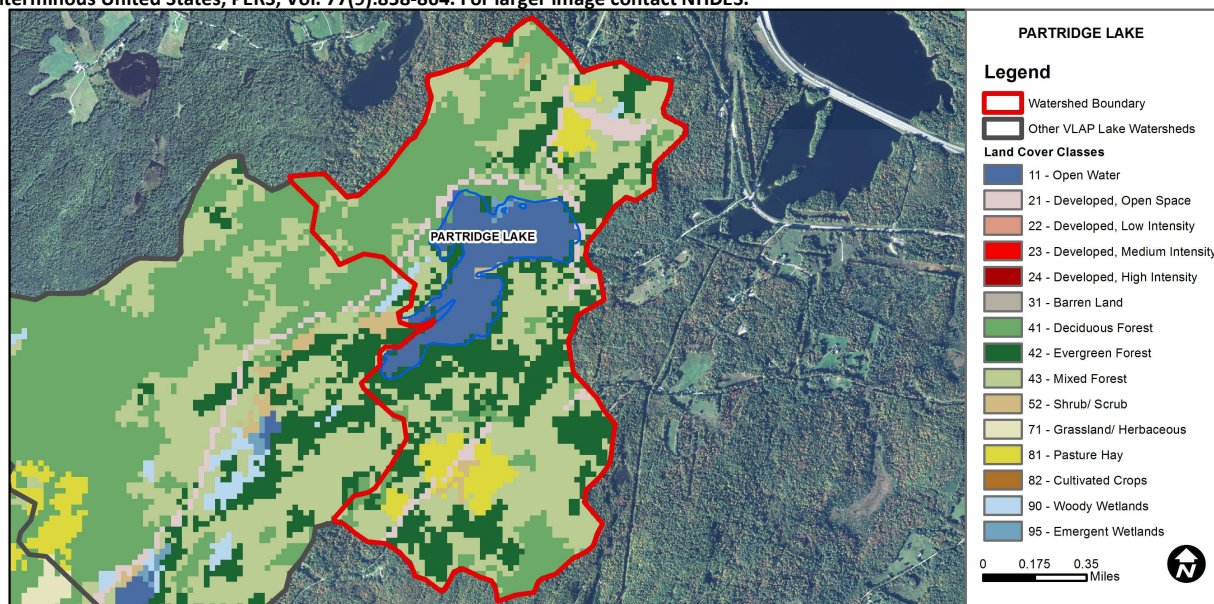 terminous United States, PERS, Vol. 77(9):858-864. For larger image contact NHDES.
PARTRIDGE LAKE
PARTRIDGE LAKE
Legend
Watershed Boundary
Other VLAP Lake Watersheds
Land Cover Classes
11 - Open Water
21 - Developed, Open Space
22 - Developed, Low Intensity
23 - Developed, Medium Intensity
24 - Developed, High Intensity
31 - Barren Land
41 - Deciduous Forest
42 - Evergreen Forest
43 - Mixed Forest
52 - Shrub/ Scrub
71 - Grassland/ Herbaceous
81 - Pasture Hay
82 - Cultivated Crops
90 - Woody Wetlands
95 - Emergent Wetlands
0 0.175 0.35
Miles
N